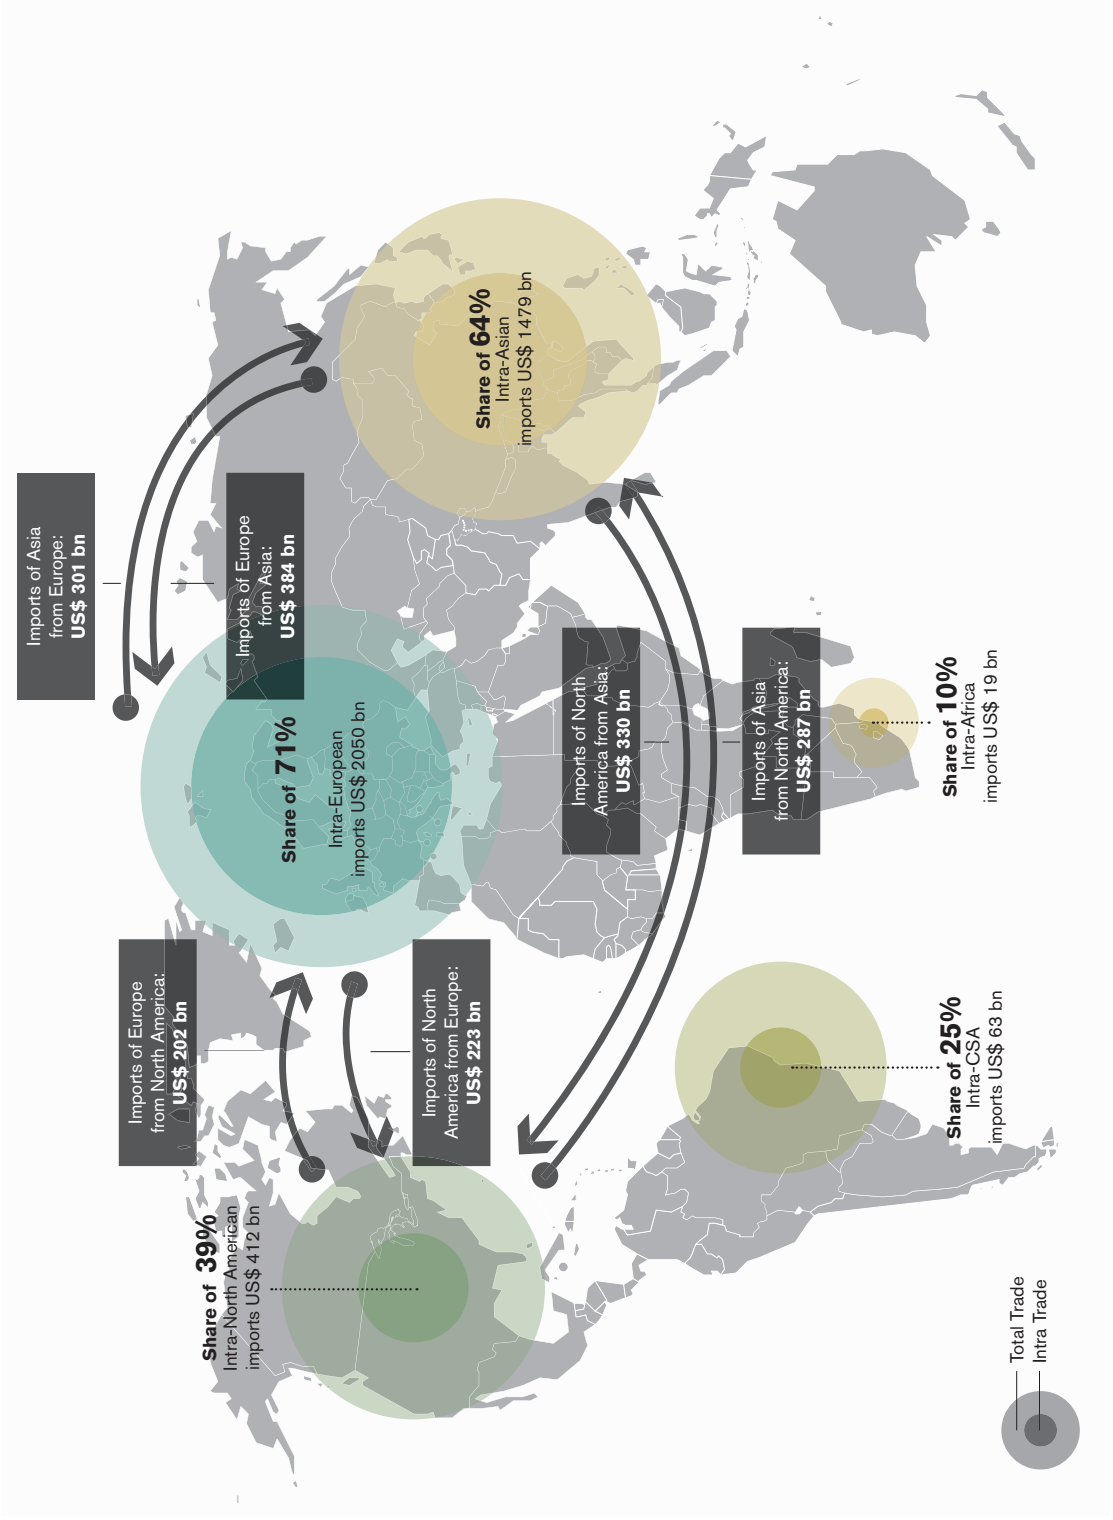 Imports of Asia
from Europe:
US$ 301 bn
Imports of Europe
from Asia:
US$ 384 bn
Imports of Europe
from North America:
US$ 202 bn
Imports of North
America from Europe:
US$ 223 bn
Share of 39%
Intra-North American
imports US$ 412 bn
Share of 71%
Intra-European
imports US$ 2050 bn
Share of 64%
Intra-Asian
imports US$ 1479 bn
Imports of North
America from Asia:
US$ 330 bn
Imports of Asia
from North America:
US$ 287 bn
Share of 25%
Intra-CSA
imports US$ 63 bn
Share of 10%
Intra-Africa
imports US$ 19 bn
Total Trade
Intra Trade